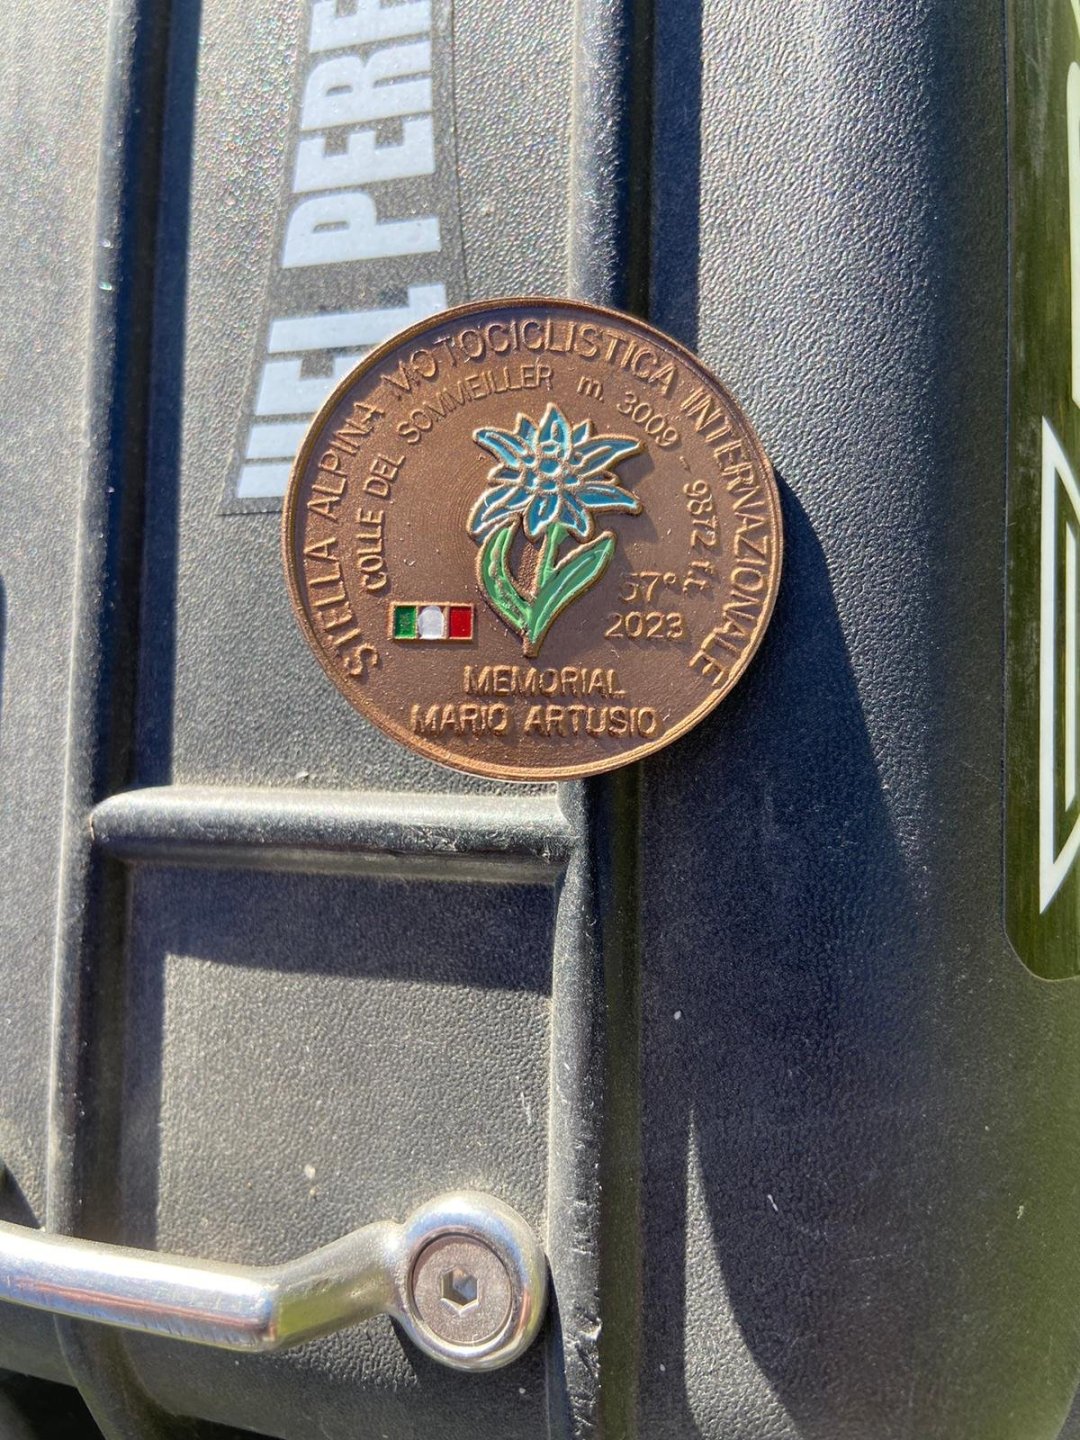 STELLA ALPINA MOTOCICLISTICA INTERNAZIONALE
COLLE DEL SOMMEILLER m. 3009 - 9872 f.t
57°
2023
MEMORIAL
MARIO ARTUSIO